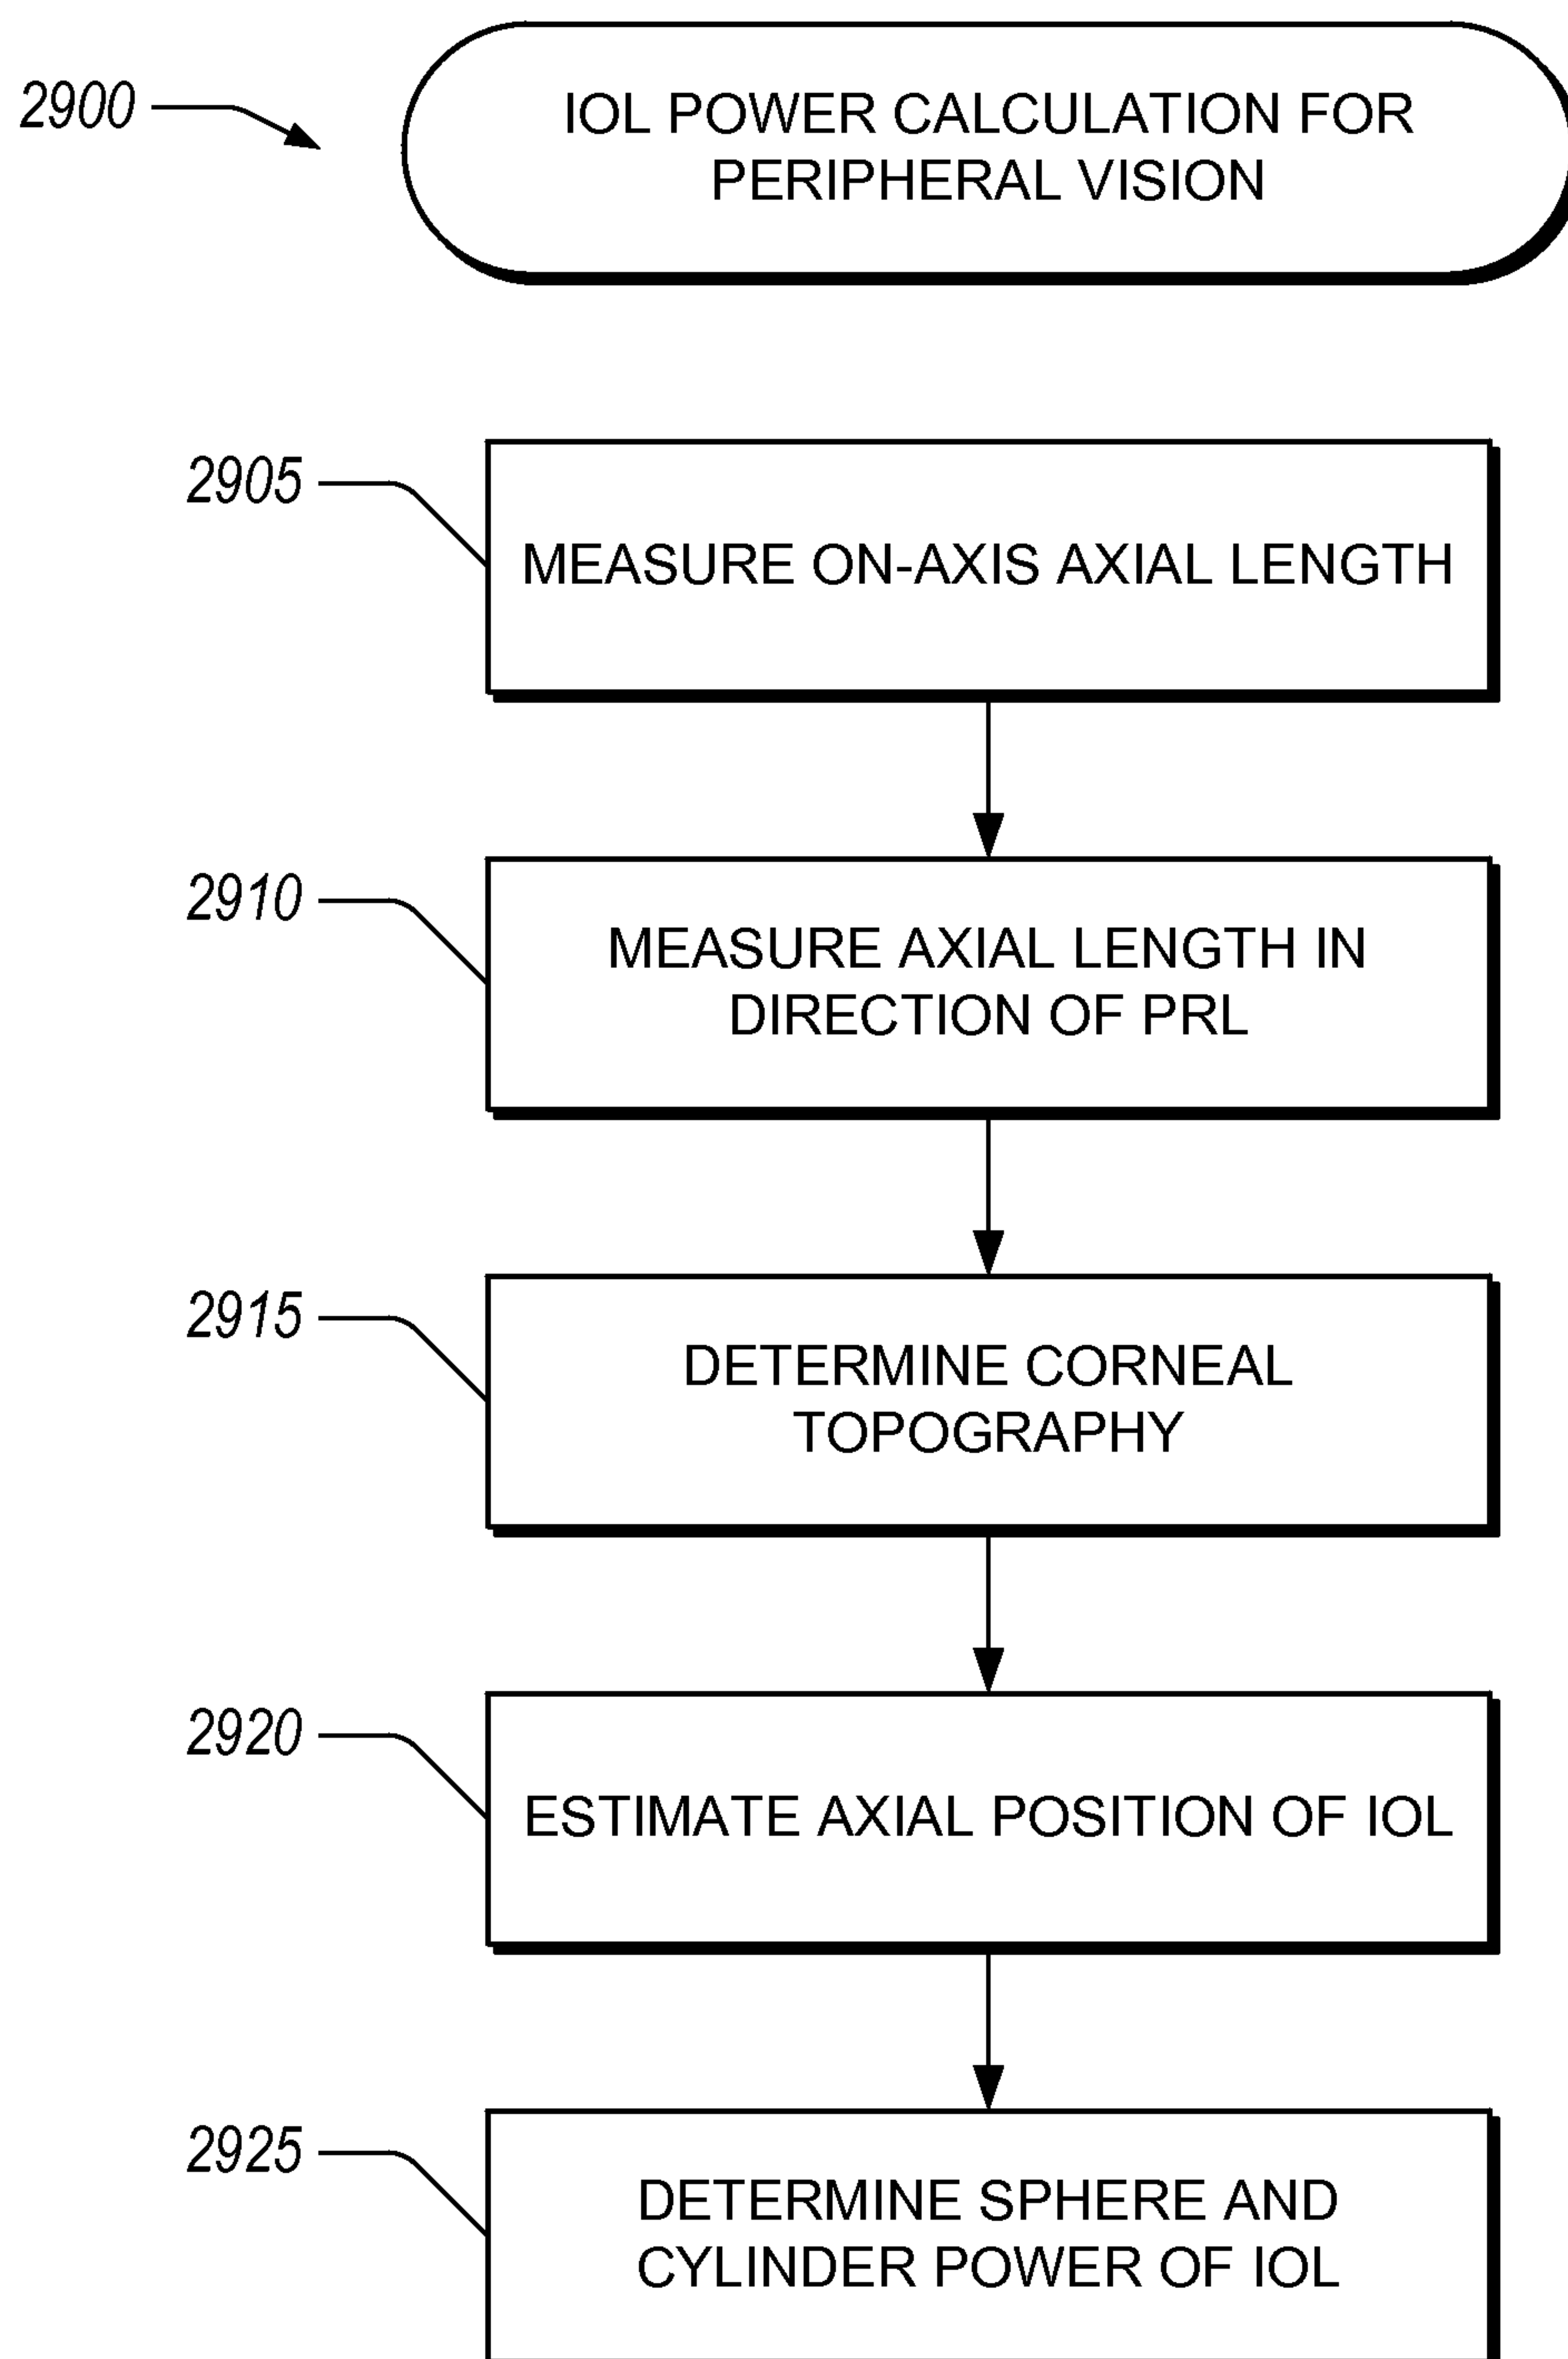 2900
IOL POWER CALCULATION FOR
PERIPHERAL VISION
2905
MEASURE ON-AXIS AXIAL LENGTH
2910
MEASURE AXIAL LENGTH IN
DIRECTION OF PRL
2915
DETERMINE CORNEAL
TOPOGRAPHY
2920
ESTIMATE AXIAL POSITION OF IOL
2925
DETERMINE SPHERE AND
CYLINDER POWER OF IOL